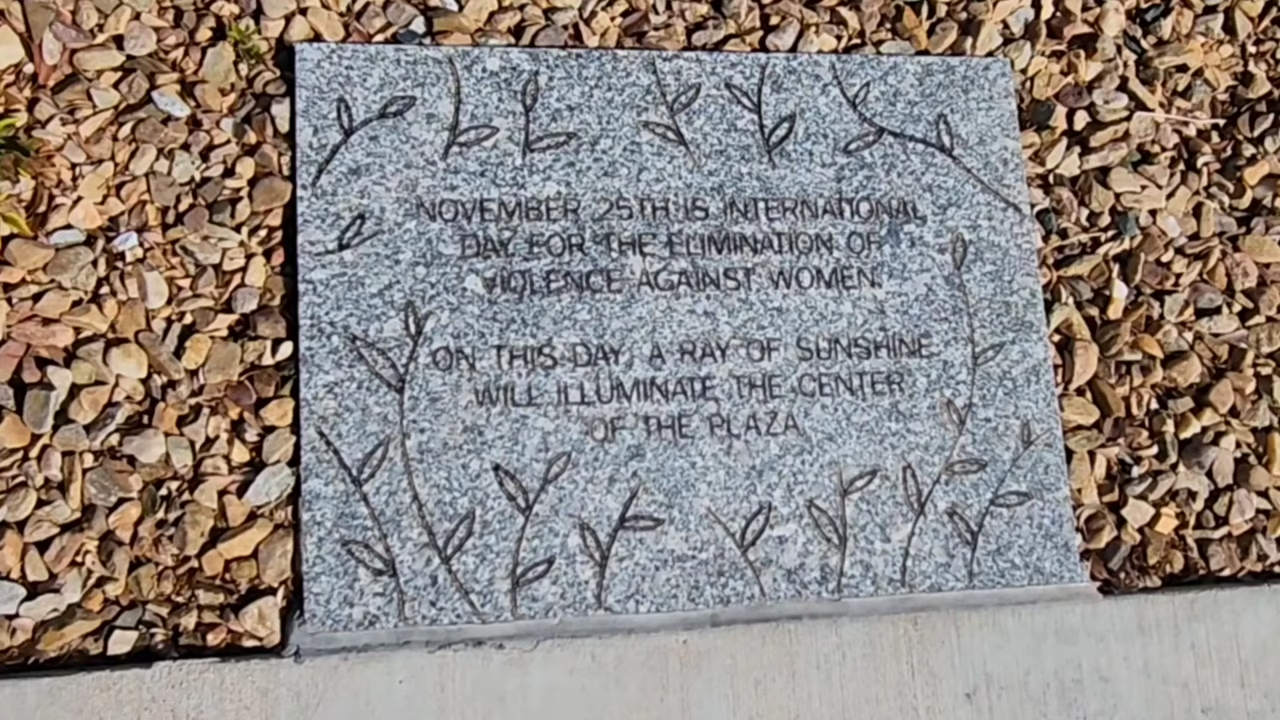 NOVEMBER 25TH IS INTERNATIONAL
DAY FOR THE ELIMINATION OF
VIOLENCE AGAINST WOMEN.
ON THIS DAY, A RAY OF SUNSHINE
WILL ILLUMINATE THE CENTER
OF THE PLAZA